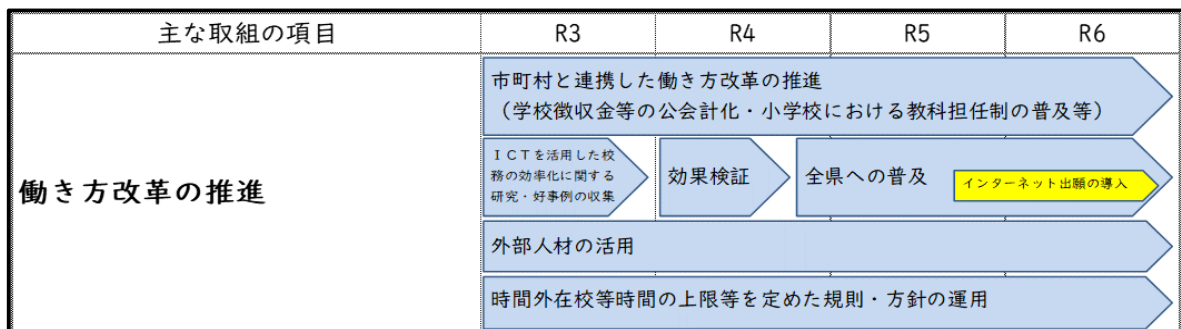 主な取組の項目 R3 R4 R5 R6
働き方改革の推進
市町村と連携した働き方改革の推進
（学校徴収金等の公会計化・小学校における教科担任制の普及等）
ＩＣＴを活用した校
務の効率化に関する
研究・好事例の収集
効果検証
全県への普及
インターネット出願の導入
外部人材の活用
時間外在校等時間の上限等を定めた規則・方針の運用